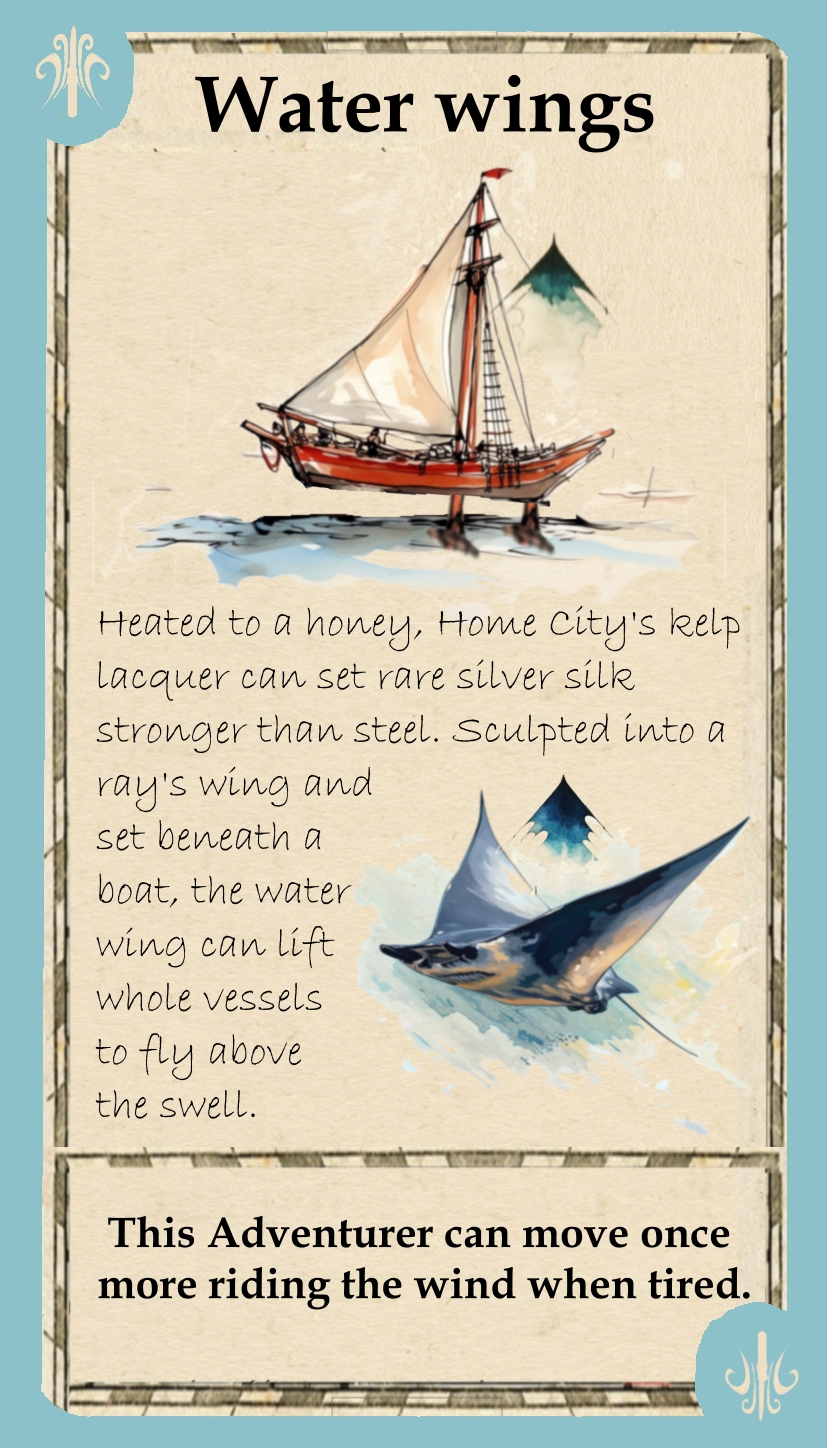 Water wings
Heated to a honey, Home City's kelp
lacquer can set rare silver silk
stronger than steel. Sculpted into a
ray's wing and
set beneath a
boat, the water
wing can lift
whole vessels
to fly above
the swell.
This Adventurer can move once
more riding the wind when tired.